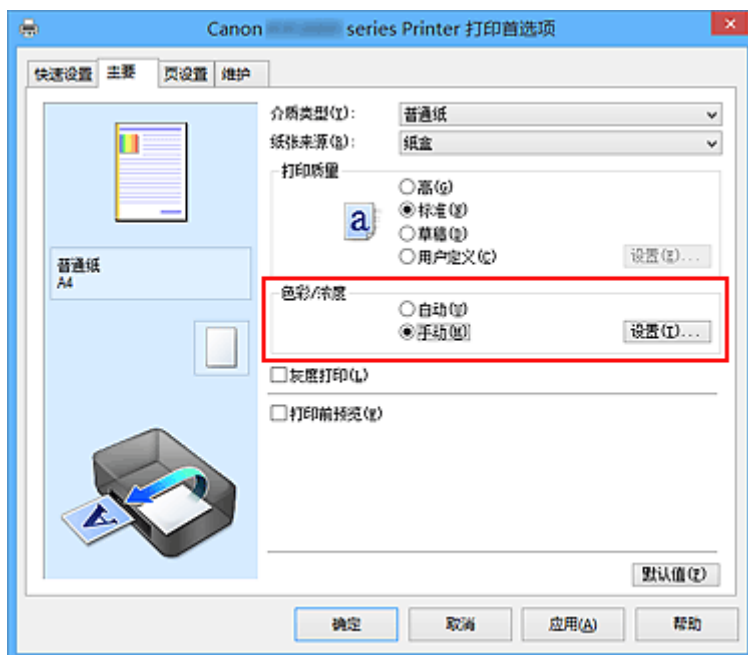 Canon series Printer 打印首选项
快速设置 主要 页设置 维护
介质类型(Y): 普通纸
纸张来源(R): 纸盒
打印质量
高(G)
a
标准(S)
草稿(D)
用户定义(C) 设置(E)...
普通纸
A4
色彩/浓度
自动(U)
手动(M) 设置(T)...
灰度打印(L)
打印前预览(V)
A
默认值(F)
确定 取消 应用(A) 帮助